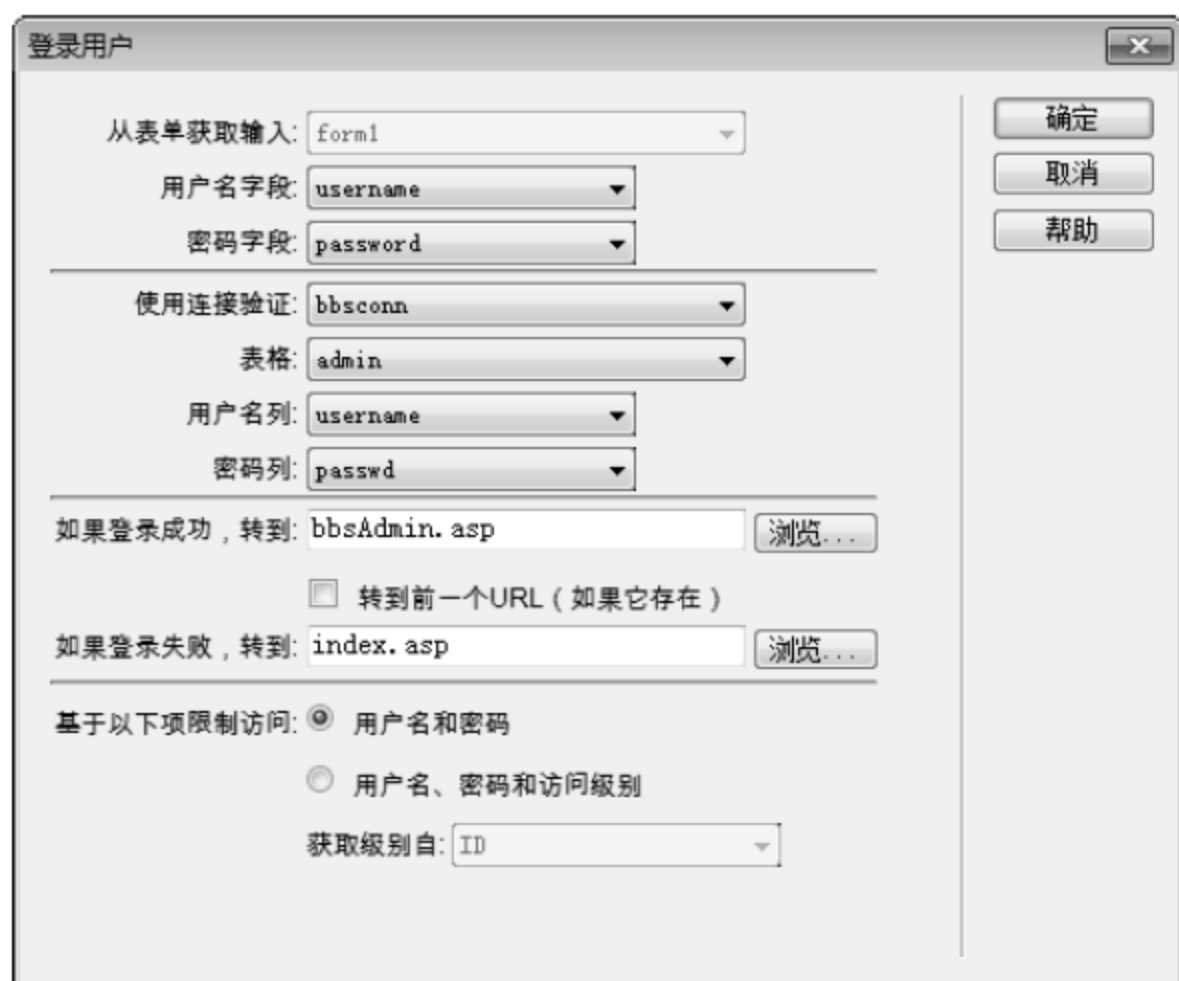 登录用户
从表单获取输入: form1
用户名字段: username
密码字段: password
使用连接验证: bbsconn
表格: admin
用户名列: username
密码列: passwd
如果登录成功，转到: bbsAdmin.asp 浏览...
转到前一个URL（如果它存在）
如果登录失败，转到: index.asp 浏览...
基于以下项限制访问: 用户名和密码
用户名、密码和访问级别
获取级别自: ID
确定
取消
帮助